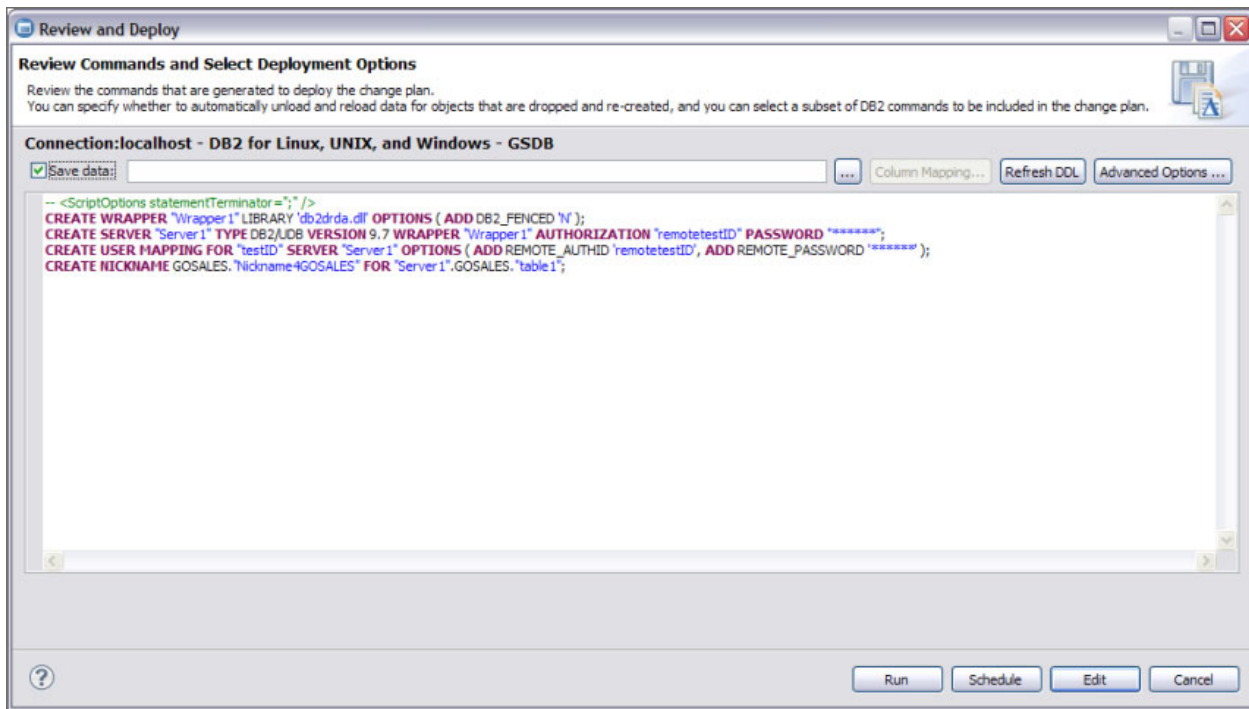 Review and Deploy
Review Commands and Select Deployment Options
Review the commands that are generated to deploy the change plan.
You can specify whether to automatically unload and reload data for objects that are dropped and re-created, and you can select a subset of DB2 commands to be included in the change plan.
Connection:localhost - DB2 for Linux, UNIX, and Windows - GSDB
Save data: ... Column Mapping... Refresh DDL Advanced Options ...
-- <ScriptOptions statementTerminator=";" />
CREATE WRAPPER "Wrapper1" LIBRARY 'db2drda.dll' OPTIONS ( ADD DB2_FENCED 'N' );
CREATE SERVER "Server1" TYPE DB2/UDB VERSION 9.7 WRAPPER "Wrapper1" AUTHORIZATION "remotetestID" PASSWORD "******";
CREATE USER MAPPING FOR "testID" SERVER "Server1" OPTIONS ( ADD REMOTE_AUTHID 'remotetestID', ADD REMOTE_PASSWORD '******' );
CREATE NICKNAME GOSALES."Nickname4GOSALES" FOR "Server1".GOSALES."table1";
? Run Schedule Edit Cancel